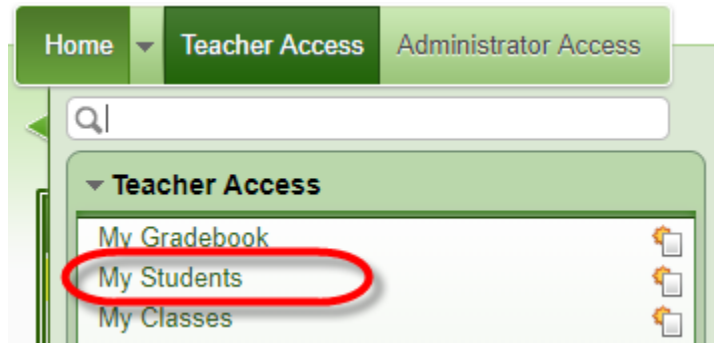 Home Teacher Access Administrator Access
Teacher Access
My Gradebook
My Students
My Classes